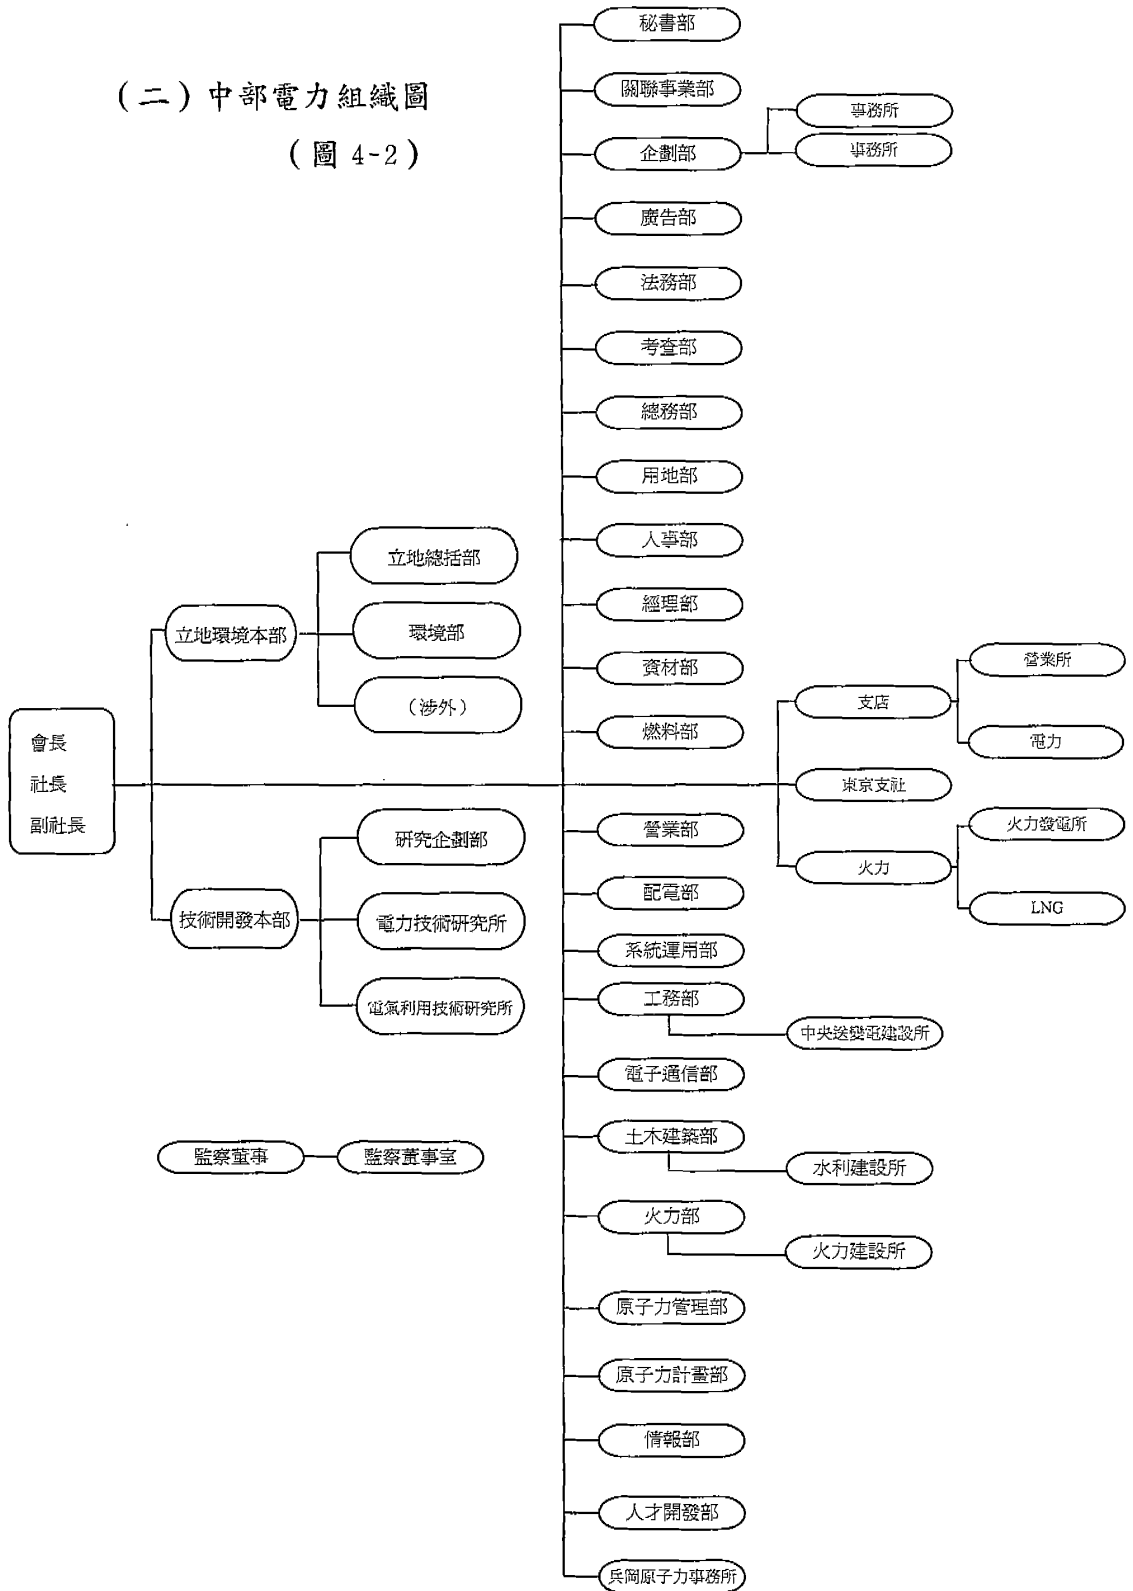 (二)中部電力組織圖
(圖 4-2)
會長
社長
副社長
立地環境本部
立地總括部
環境部
(涉外)
技術開發本部
研究企劃部
電力技術研究所
電氣利用技術研究所
監察董事
監察董事室
秘書部
關聯事業部
企劃部
事務所
事務所
廣告部
法務部
考查部
總務部
用地部
人事部
經理部
資材部
燃料部
營業部
配電部
系統運用部
工務部
中央送變電建設所
電子通信部
土木建築部
水利建設所
火力部
火力建設所
原子力管理部
原子力計畫部
情報部
人才開發部
兵岡原子力事務所
支店
營業所
電力
東京支社
火力
火力發電所
LNG